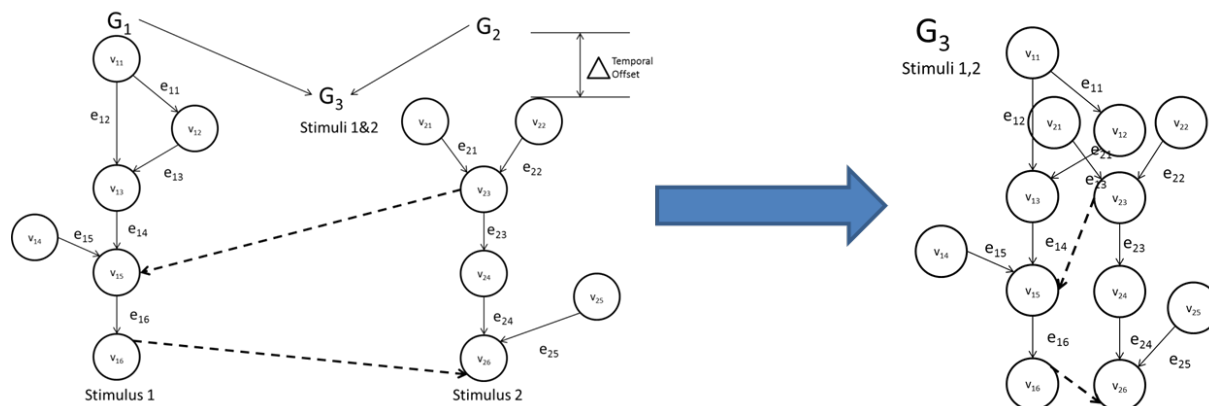 G1
G2
Temporal
Offset
G3
Stimuli 1&2
v11
e11
e12
v12
e13
v13
e14
v14
e15
v15
e16
v16
Stimulus 1
v21
v22
e21
e22
v23
e23
v24
v25
e24
e25
v26
Stimulus 2
G3
Stimuli 1,2
v11
e11
e12
v21
v12
v22
e21
e13
e22
v13
v23
e14
e23
v14
e15
v15
v24
v25
e16
e24
e25
v16
v26